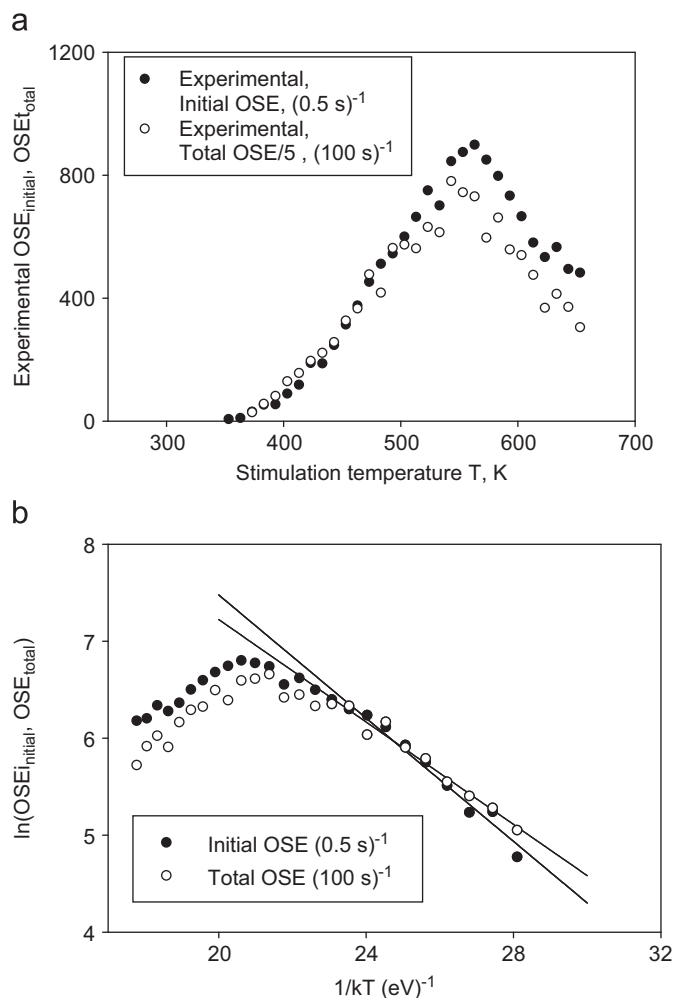 a
1200
800
400
0
Experimental OSEinitial, OSEtotal
Experimental,
Initial OSE, (0.5 s)-1
Experimental,
Total OSE/5 , (100 s)-1
300 400 500 600 700
Stimulation temperature T, K
b
8
7
6
5
4
ln(OSEinitial, OSEtotal)
Initial OSE (0.5 s)-1
Total OSE (100 s)-1
20 24 28 32
1/kT (eV)-1